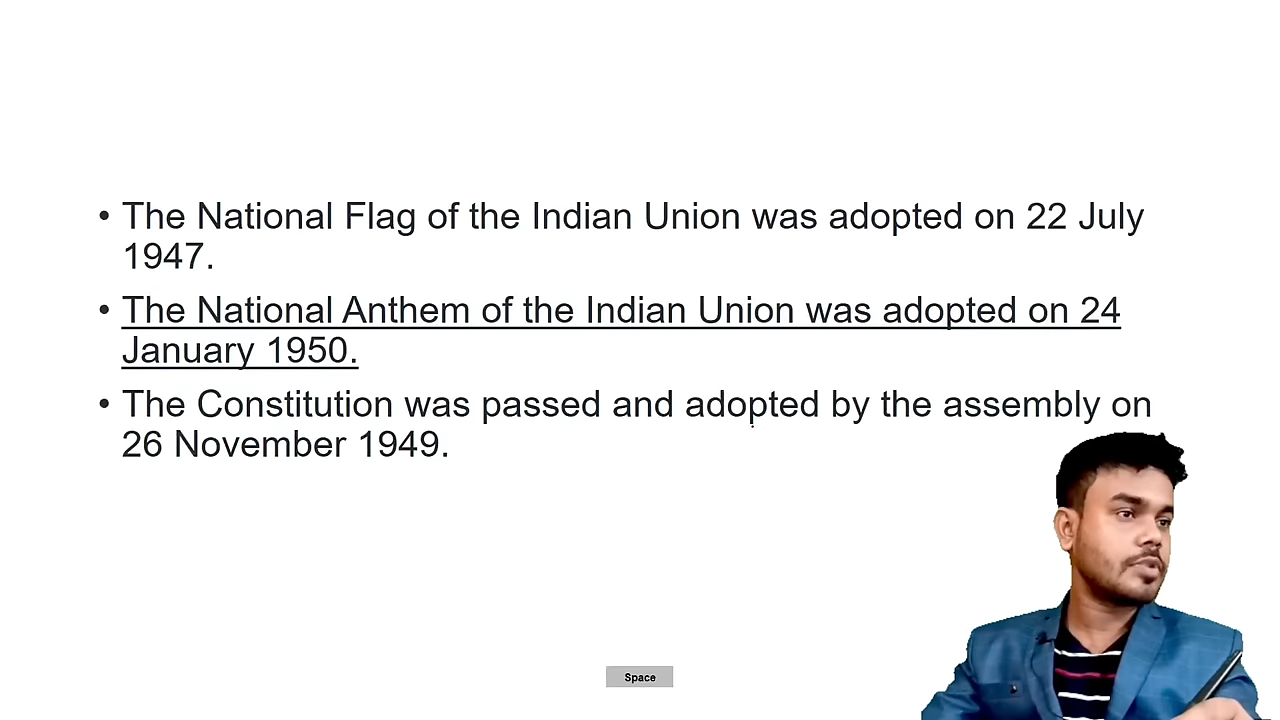 • The National Flag of the Indian Union was adopted on 22 July
1947.
• The National Anthem of the Indian Union was adopted on 24
January 1950.
• The Constitution was passed and adopted by the assembly on
26 November 1949.
Space